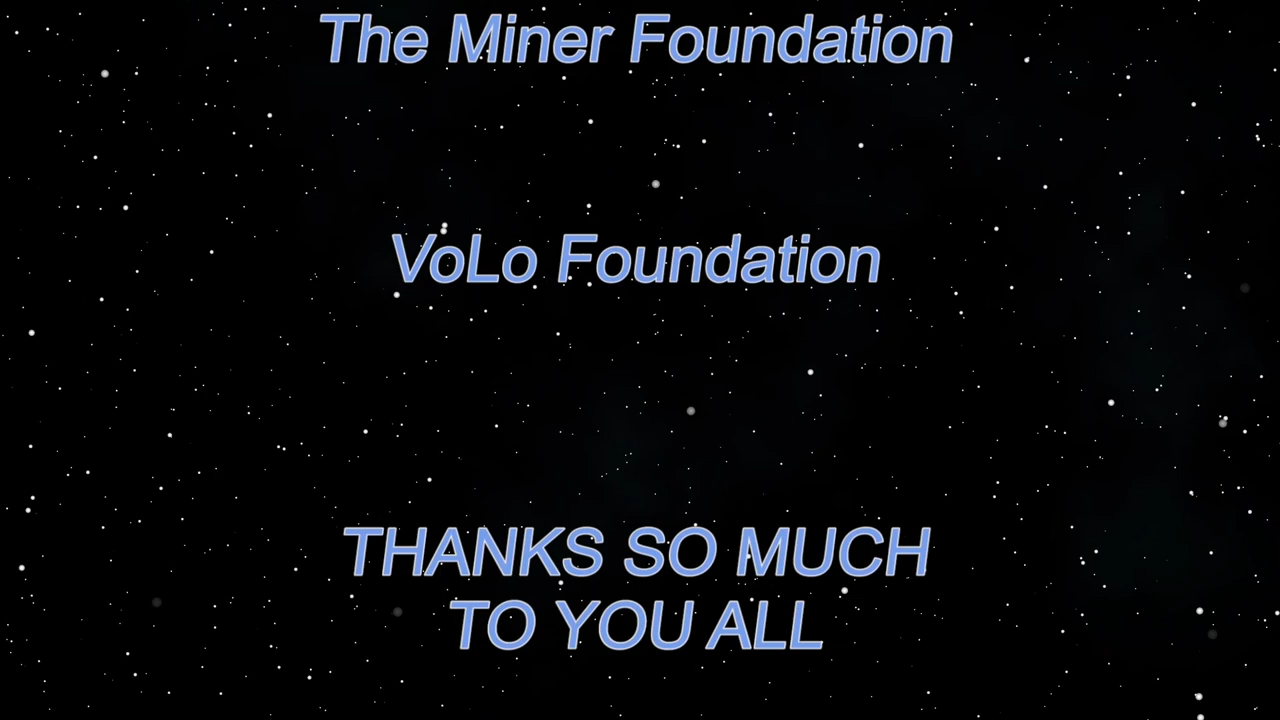 The Miner Foundation
VoLo Foundation
THANKS SO MUCH
TO YOU ALL